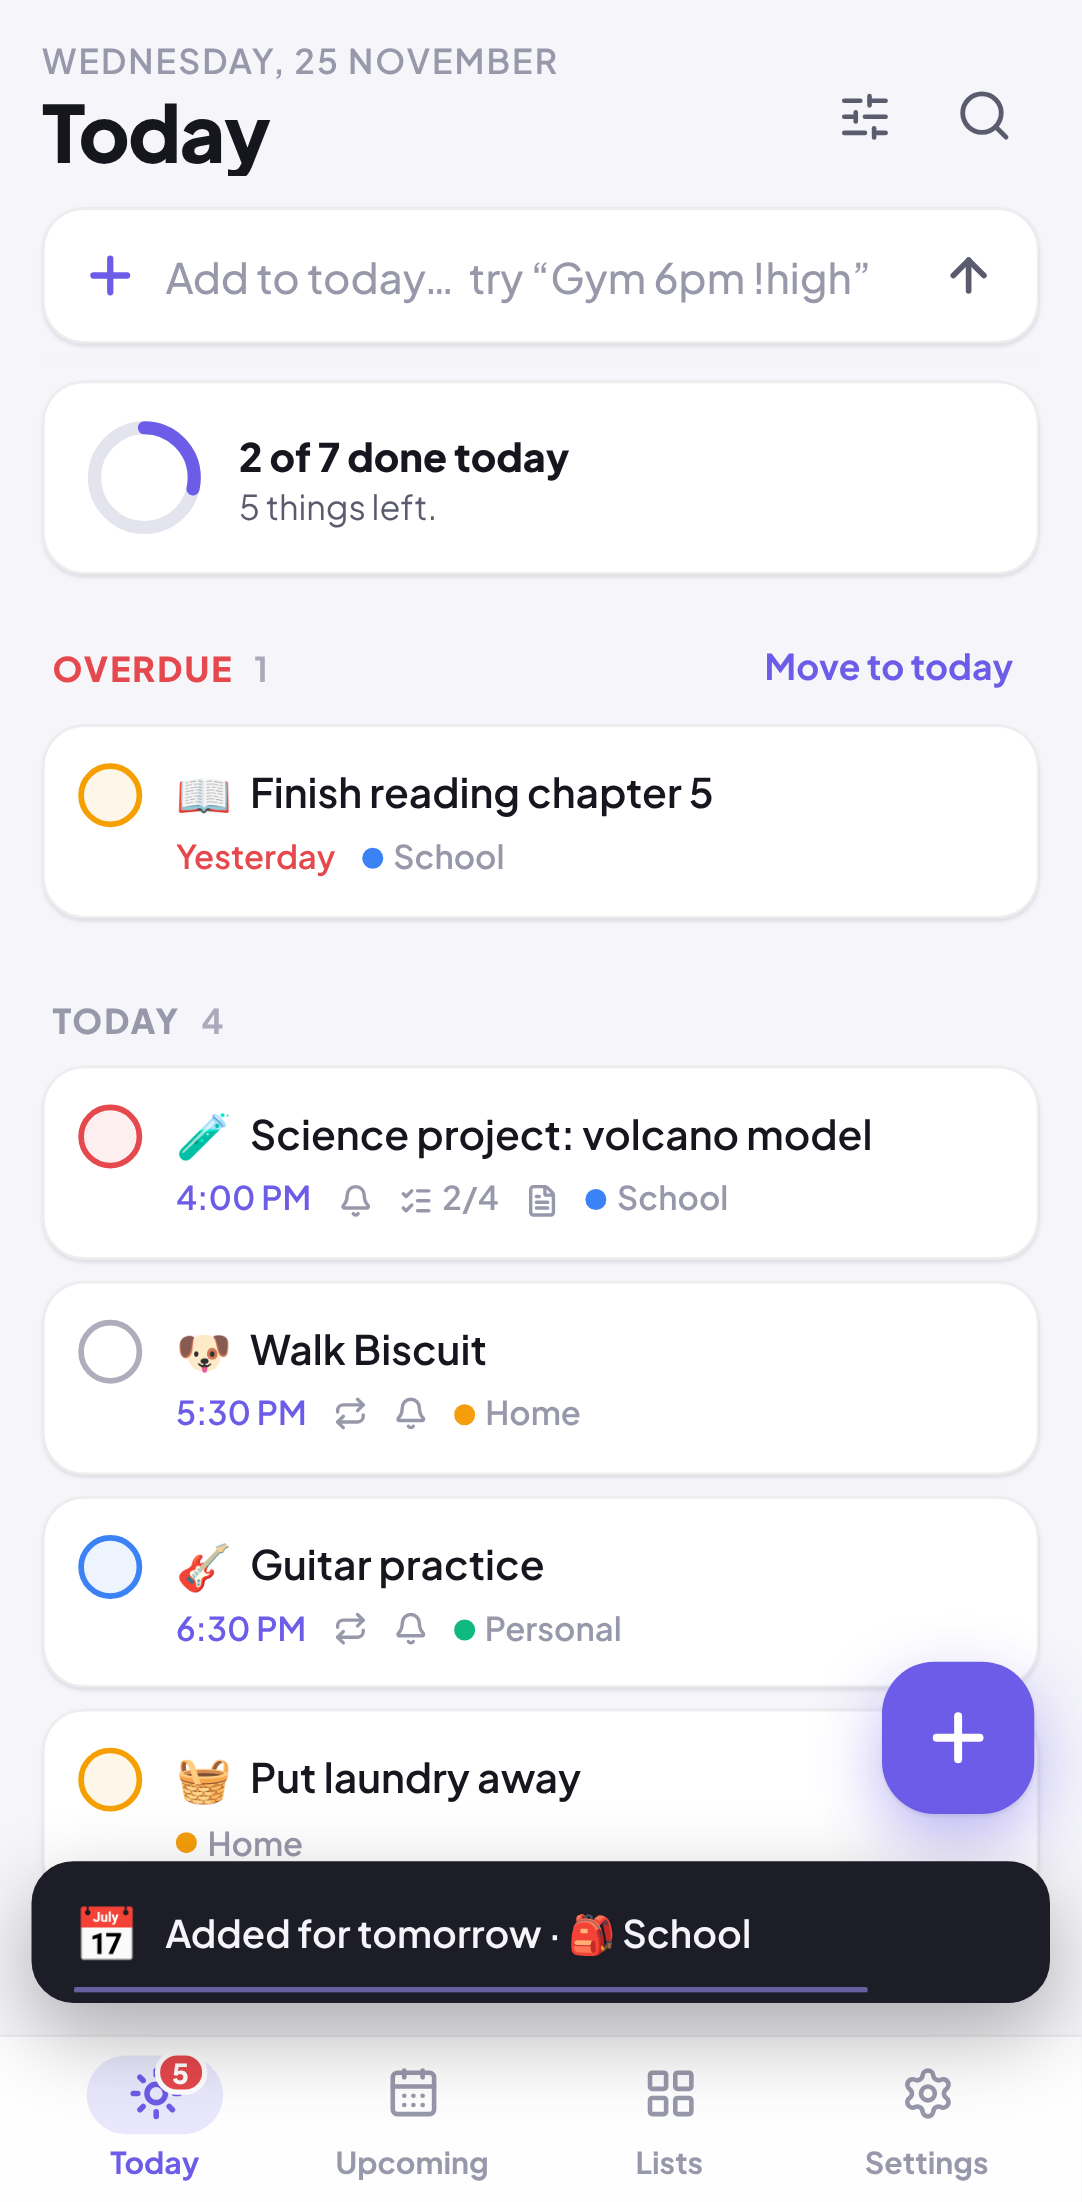 WEDNESDAY, 25 NOVEMBER
Today
Add to today… try “Gym 6pm !high”
2 of 7 done today
5 things left.
OVERDUE 1
Move to today
Finish reading chapter 5
Yesterday School
TODAY 4
Science project: volcano model
4:00 PM 2/4 School
Walk Biscuit
5:30 PM Home
Guitar practice
6:30 PM Personal
Put laundry away
Home
July
17
Added for tomorrow · School
5
Today
Upcoming
Lists
Settings